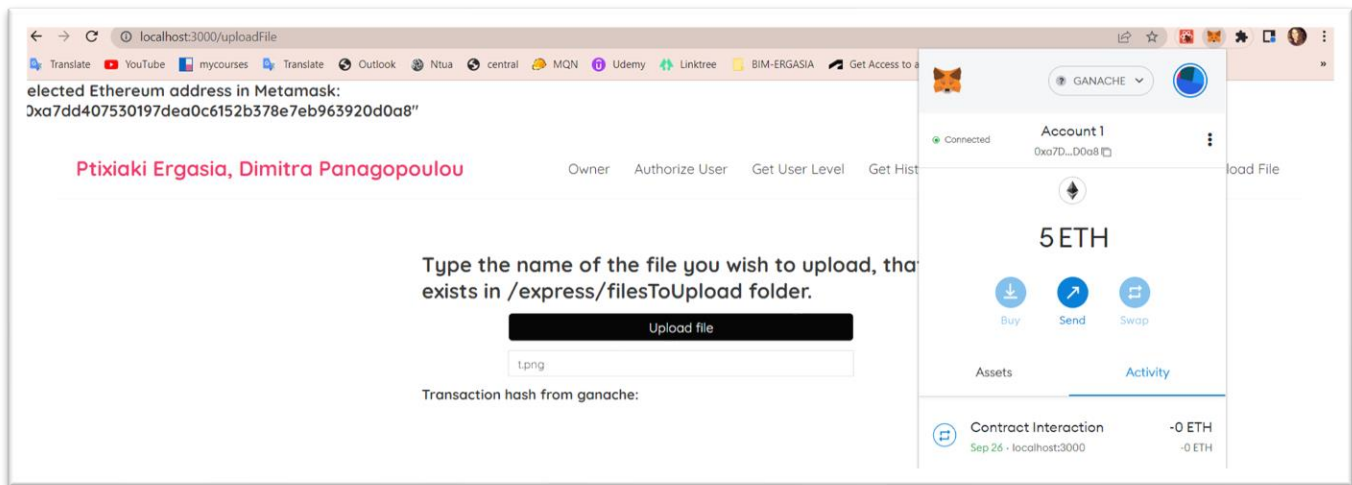 localhost:3000/uploadFile
Translate YouTube mycourses Translate Outlook Ntua central MQN Udemy Linktree BIM-ERGASIA Get Access to a »
elected Ethereum address in Metamask:
0xa7dd407530197dea0c6152b378e7eb963920d0a8"
GANACHE
Connected
Account 1
0xa7D...D0a8
Ptixiaki Ergasia, Dimitra Panagopoulou Owner Authorize User Get User Level Get Hist load File
5 ETH
Type the name of the file you wish to upload, tha
exists in /express/filesToUpload folder.
Upload file
t.png
Transaction hash from ganache:
Buy Send Swap
Assets Activity
Contract Interaction -0 ETH
Sep 26 · localhost:3000 -0 ETH